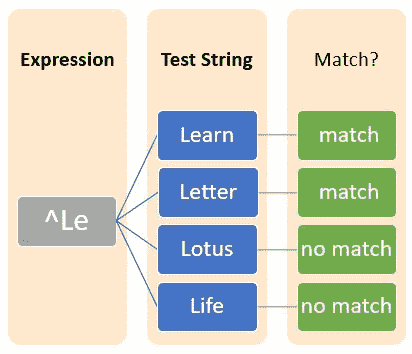 Expression
Test String
Match?
^Le
Learn
match
Letter
match
Lotus
no match
Life
no match